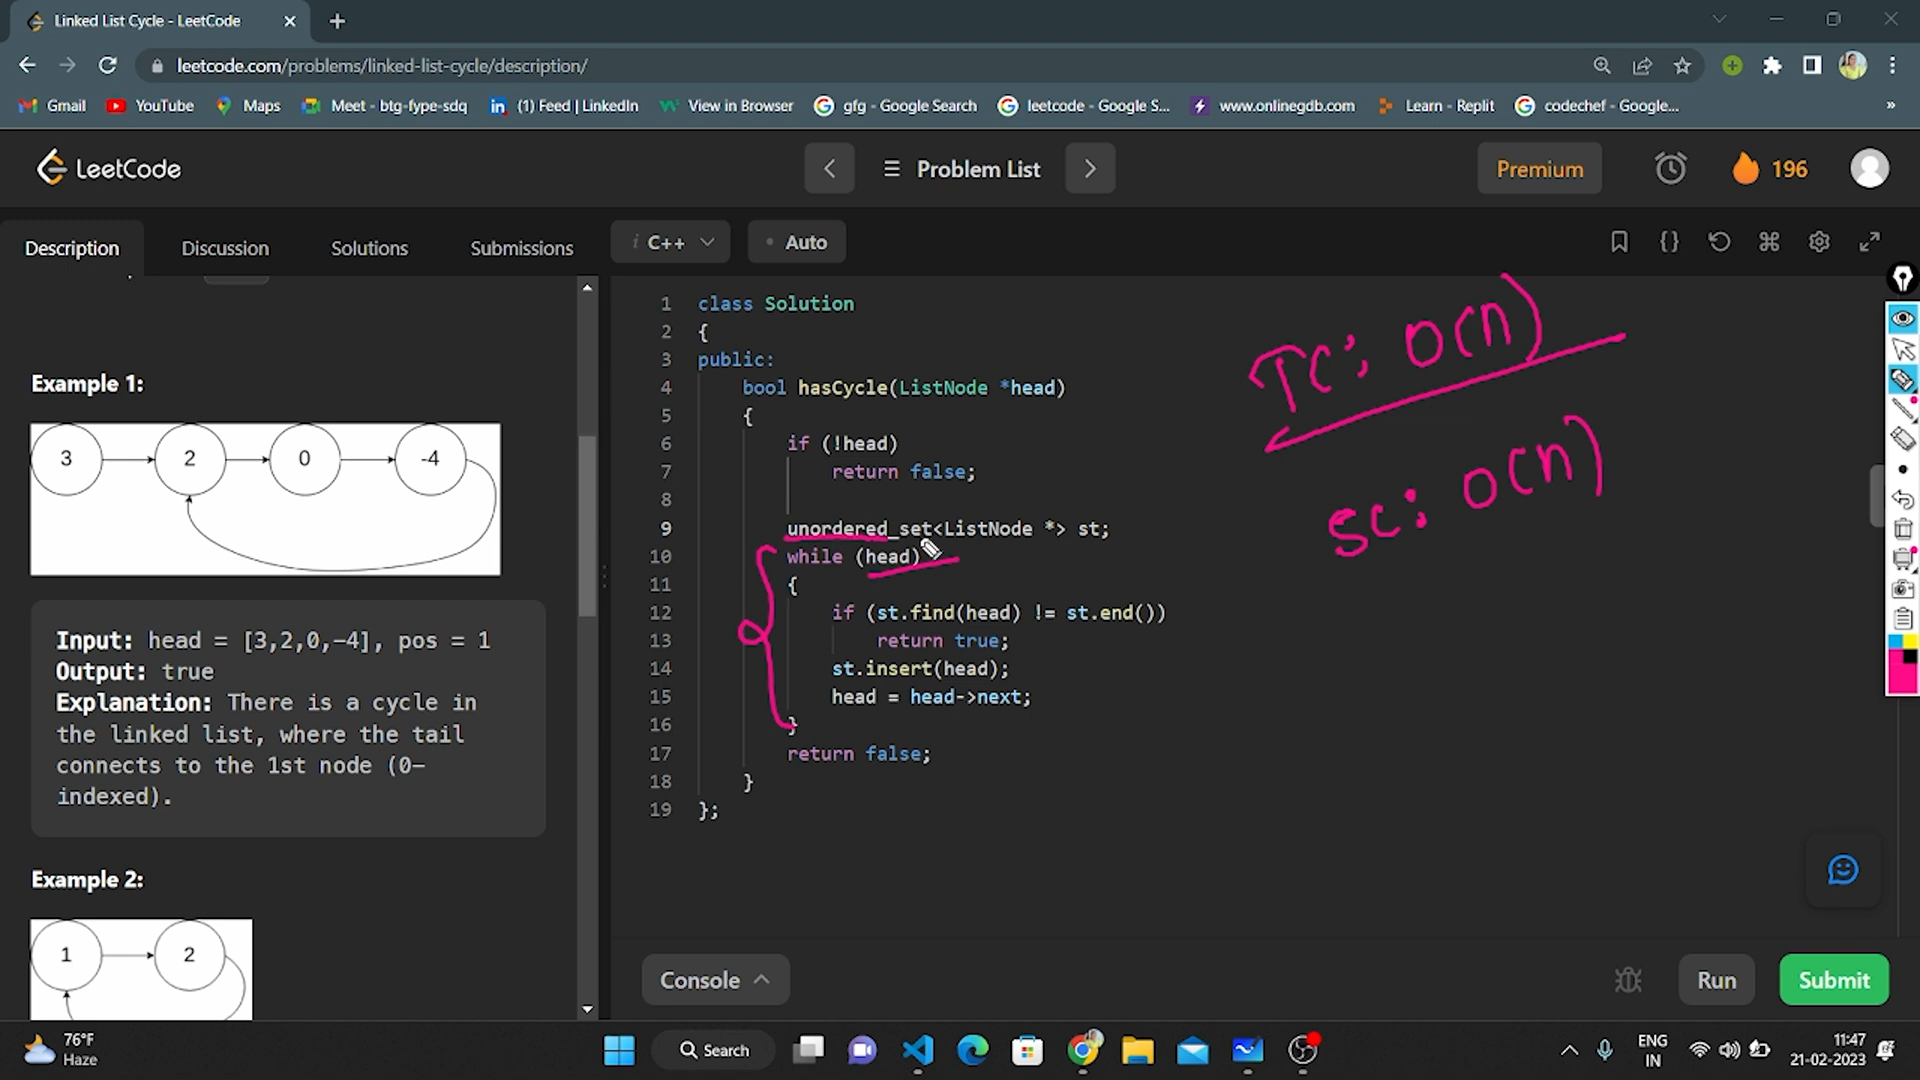 Linked List Cycle - LeetCode
leetcode.com/problems/linked-list-cycle/description/
Gmail YouTube Maps Meet - btg-fype-sdq (1) Feed | LinkedIn View in Browser gfg - Google Search leetcode - Google S... www.onlinegdb.com Learn - Replit codechef - Google... »
LeetCode Problem List Premium 196
Description Discussion Solutions Submissions
i C++ Auto
Example 1:
3 2 0 -4
Input: head = [3,2,0,-4], pos = 1
Output: true
Explanation: There is a cycle in
the linked list, where the tail
connects to the 1st node (0-
indexed).
Example 2:
1 2
1 class Solution
2 {
3 public:
4 bool hasCycle(ListNode *head)
5 {
6 if (!head)
7 return false;
8
9 unordered_set<ListNode *> st;
10 while (head)
11 {
12 if (st.find(head) != st.end())
13 return true;
14 st.insert(head);
15 head = head->next;
16 }
17 return false;
18 }
19 };
TC: O(n)
SC: O(n)
Console Run Submit
76°F
Haze
Search
ENG
IN
11:47
21-02-2023